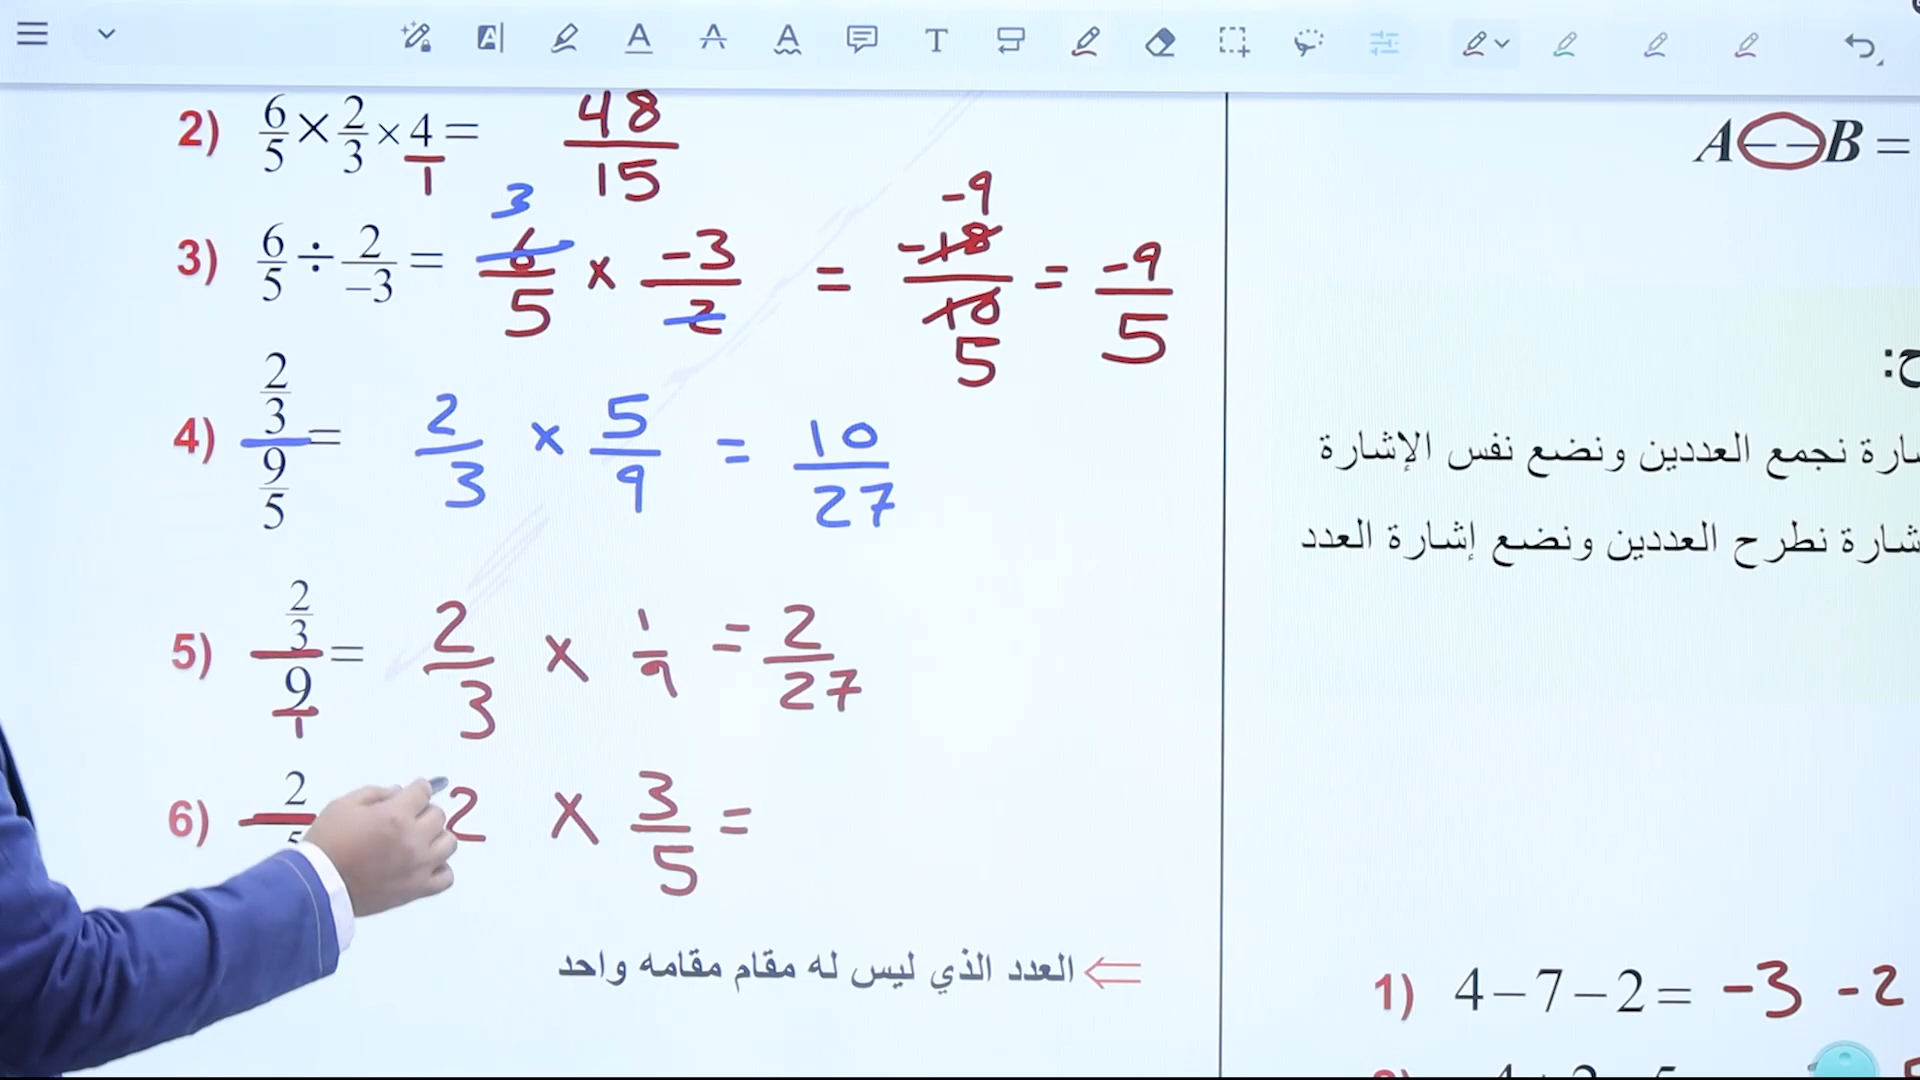 2) 6/5 × 2/3 × 4/1 = 48/15
3) 6/5 ÷ 2/-3 = 3 6/5 × -3/2 = -9 -18/10 5 = -9/5
4) 2/3 / 9/5 = 2/3 × 5/9 = 10/27
5) 2/3 / 9/1 = 2/3 × 1/9 = 2/27
6) 2 / 5 2 × 3/5 =
العدد الذي ليس له مقام مقامه واحد ⇐
A − − B =
ح:
نجمع العددين ونضع نفس الإشارة
نطرح العددين ونضع إشارة العدد
1) 4 − 7 − 2 = -3 -2